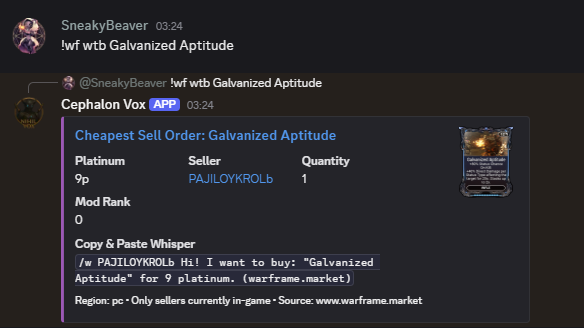 SneakyBeaver 03:24
!wf wtb Galvanized Aptitude
@SneakyBeaver !wf wtb Galvanized Aptitude
Cephalon Vox APP 03:24
Cheapest Sell Order: Galvanized Aptitude
Platinum Seller Quantity
9p PAJILOYKROLb 1
Mod Rank
0
Galvanized Aptitude
Copy & Paste Whisper
/w PAJILOYKROLb Hi! I want to buy: "Galvanized
Aptitude" for 9 platinum. (warframe.market)
Region: pc • Only sellers currently in-game • Source: www.warframe.market